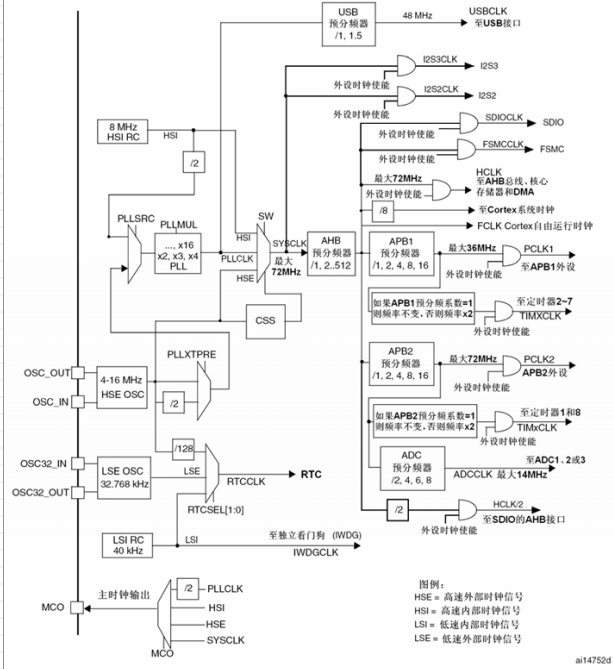 USB
预分频器
/1, 1.5
48 MHz
USBCLK
至USB接口
I2S3CLK
I2S3
外设时钟使能
I2S2CLK
I2S2
外设时钟使能
8 MHz
HSI RC
HSI
SDIOCLK
SDIO
外设时钟使能
FSMCCLK
FSMC
外设时钟使能
/2
HCLK
最大72MHz
至AHB总线、核心
存储器和DMA
外设时钟使能
/8
至Cortex系统时钟
FCLK Cortex自由运行时钟
PLLSRC
PLLMUL
..., x16
x2, x3, x4
PLL
SW
HSI
PLLCLK
HSE
SYSCLK
最大
72MHz
AHB
预分频器
/1, 2..512
APB1
预分频器
/1, 2, 4, 8, 16
最大36MHz
PCLK1
至APB1外设
外设时钟使能
CSS
如果APB1预分频系数=1
则频率不变,否则频率x2
至定时器2~7
TIMXCLK
外设时钟使能
PLLXTPRE
OSC_OUT
OSC_IN
4-16 MHz
HSE OSC
/2
APB2
预分频器
/1, 2, 4, 8, 16
最大72MHz
PCLK2
APB2外设
外设时钟使能
如果APB2预分频系数=1
则频率不变,否则频率x2
至定时器1和8
TIMxCLK
外设时钟使能
/128
OSC32_IN
OSC32_OUT
LSE OSC
32.768 kHz
LSE
RTCCLK
RTC
RTCSEL[1:0]
ADC
预分频器
/2, 4, 6, 8
至ADC1、2或3
ADCCLK 最大14MHz
/2
HCLK/2
至SDIO的AHB接口
外设时钟使能
LSI RC
40 kHz
LSI
至独立看门狗 (IWDG)
IWDGCLK
MCO
主时钟输出
/2
PLLCLK
HSI
HSE
SYSCLK
MCO
图例:
HSE = 高速外部时钟信号
HSI = 高速内部时钟信号
LSI = 低速内部时钟信号
LSE = 低速外部时钟信号
ai14752d